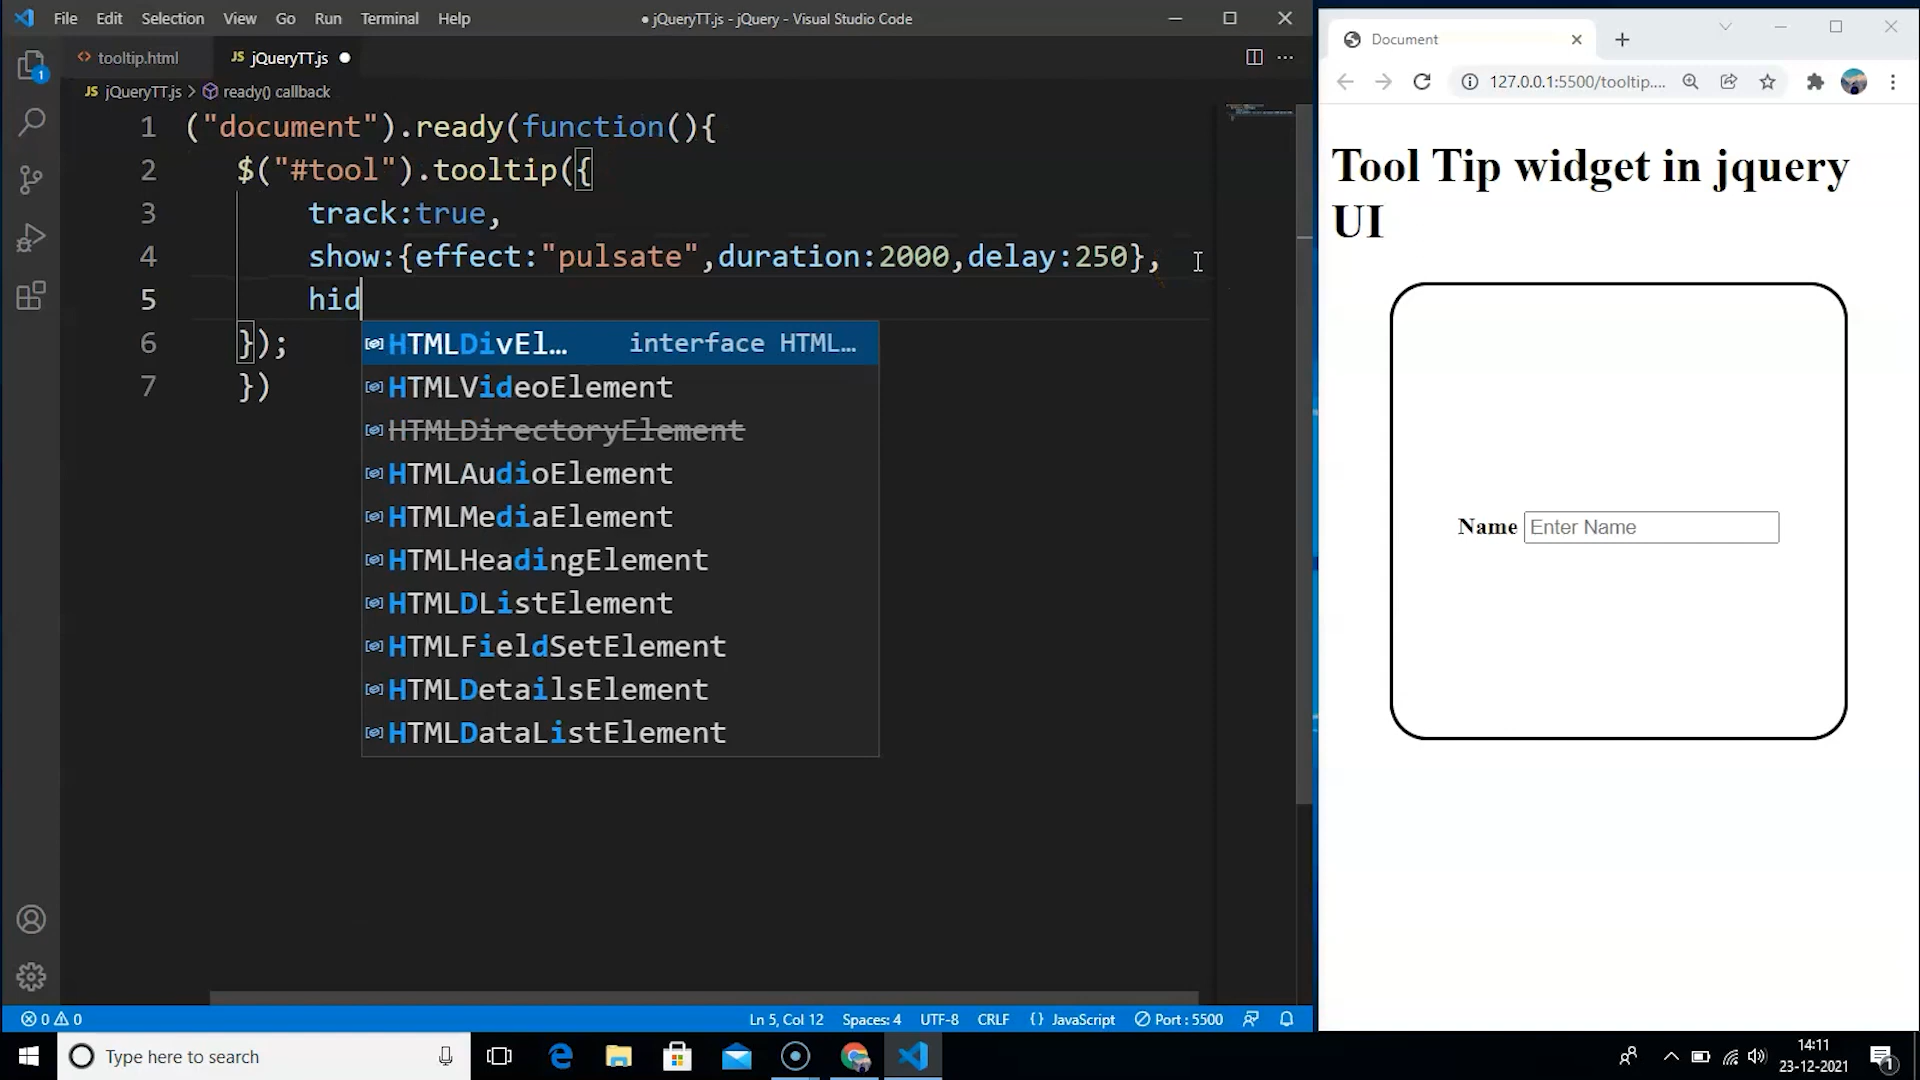 File Edit Selection View Go Run Terminal Help
● jQueryTT.js - jQuery - Visual Studio Code
<> tooltip.html
JS jQueryTT.js ●
JS jQueryTT.js > ready() callback
1 ("document").ready(function(){
2 $("#tool").tooltip({
3 track:true,
4 show:{effect:"pulsate",duration:2000,delay:250},
5 hid
6 });
7 })
HTMLDivEl… interface HTML…
HTMLVideoElement
HTMLDirectoryElement
HTMLAudioElement
HTMLMediaElement
HTMLHeadingElement
HTMLDListElement
HTMLFieldSetElement
HTMLDetailsElement
HTMLDataListElement
1
0 0
Ln 5, Col 12 Spaces: 4 UTF-8 CRLF {} JavaScript Port : 5500
Document
127.0.0.1:5500/tooltip....
Tool Tip widget in jquery
UI
Name Enter Name
Type here to search
14:11
23-12-2021
1